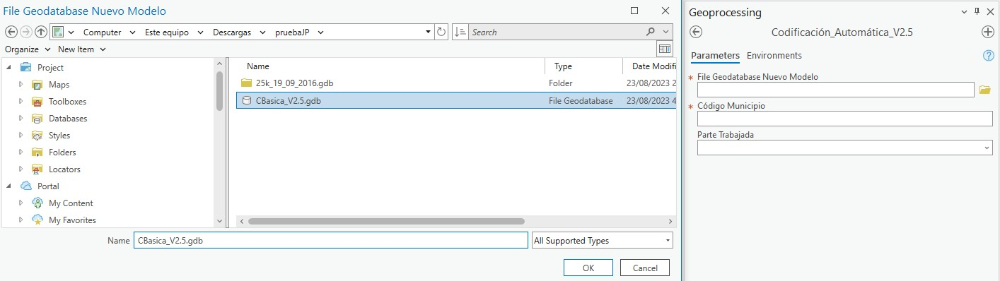 File Geodatabase Nuevo Modelo
Computer Este equipo Descargas pruebaJP
Search
Organize New Item
Project
Maps
Toolboxes
Databases
Styles
Folders
Locators
Portal
My Content
My Favorites
Name Type Date Modifi
25k_19_09_2016.gdb Folder 23/08/2023 2
CBasica_V2.5.gdb File Geodatabase 23/08/2023 4
Name CBasica_V2.5.gdb All Supported Types
OK Cancel
Geoprocessing
Codificación_Automática_V2.5
Parameters Environments
* File Geodatabase Nuevo Modelo
* Código Municipio
Parte Trabajada